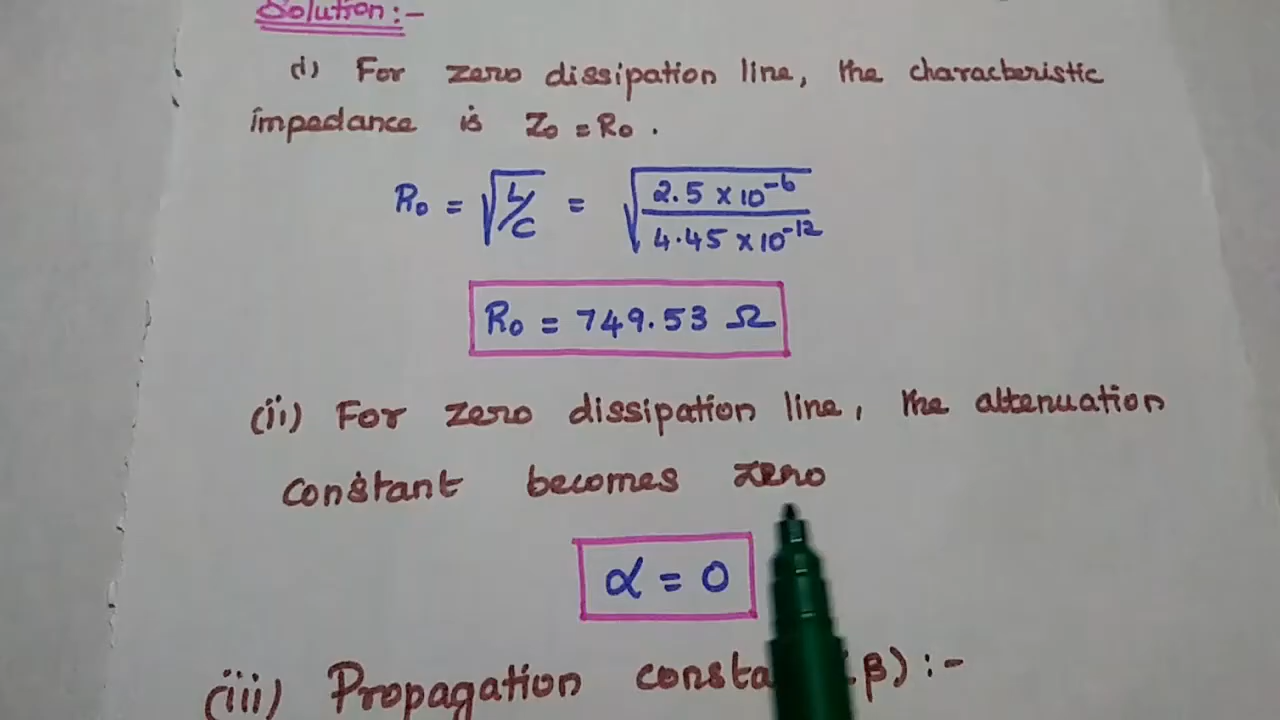 Solution:-
(i) For zero dissipation line, the characteristic
impedance is Z₀ = R₀.
R₀ = √L/C = √2.5 × 10⁻⁶ / 4.45 × 10⁻¹²
R₀ = 749.53 Ω
(ii) For zero dissipation line, the attenuation
constant becomes zero
α = 0
(iii) Propagation β) :-